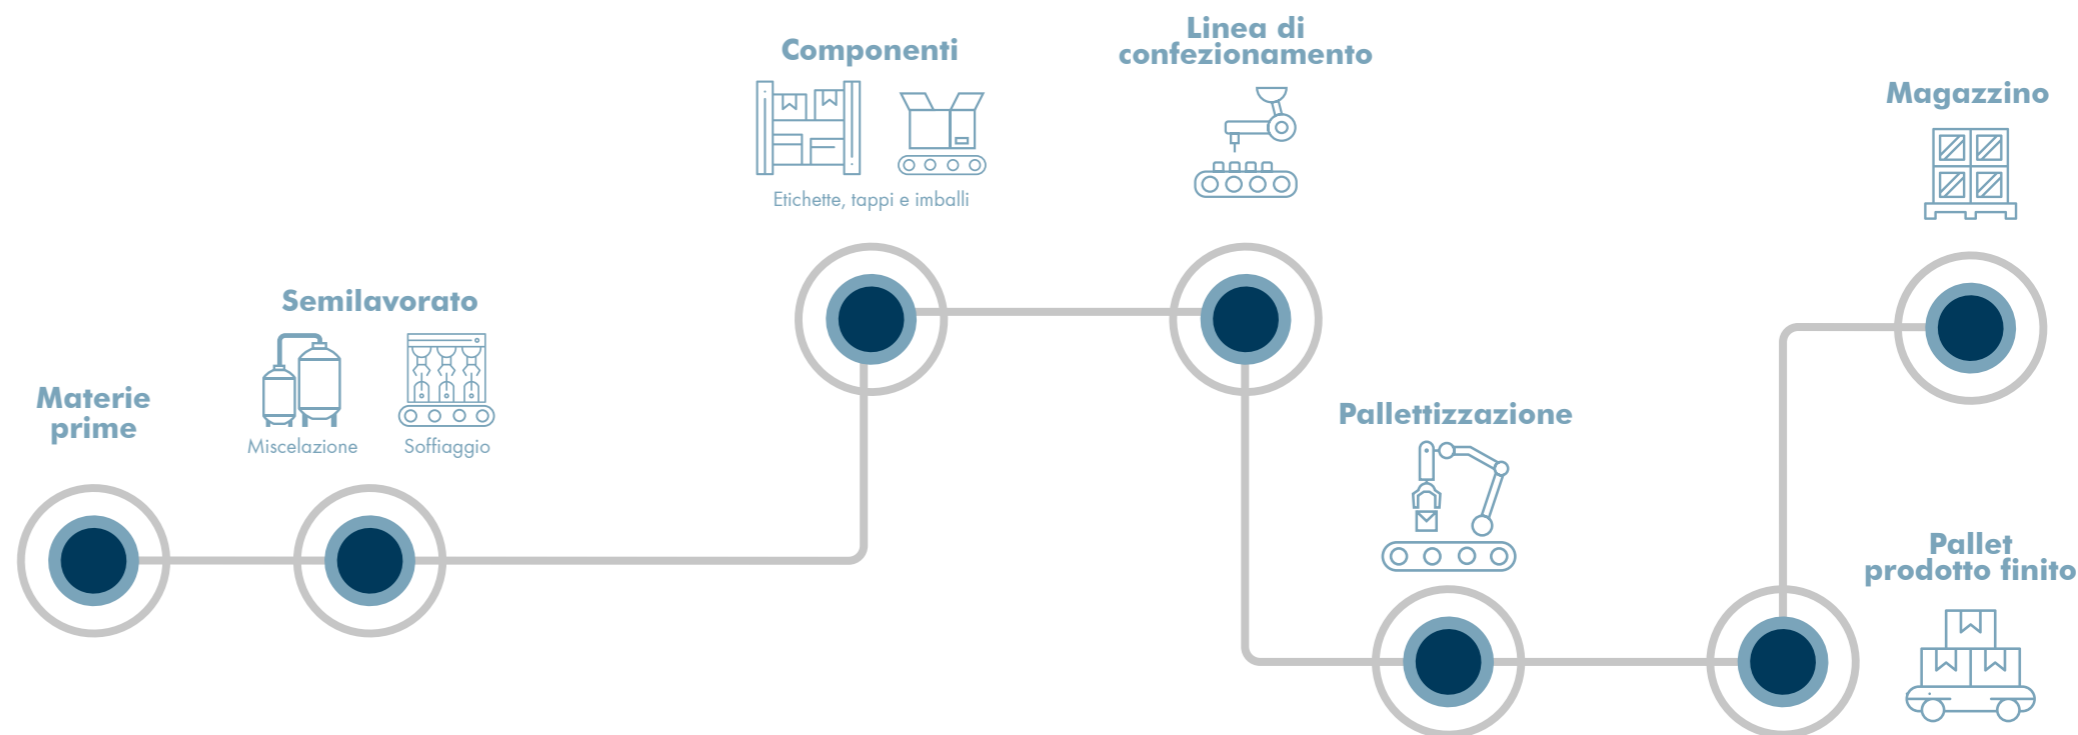 Materie
prime
Semilavorato
Miscelazione
Soffiaggio
Componenti
Etichette, tappi e imballi
Linea di
confezionamento
Pallettizzazione
Pallet
prodotto finito
Magazzino